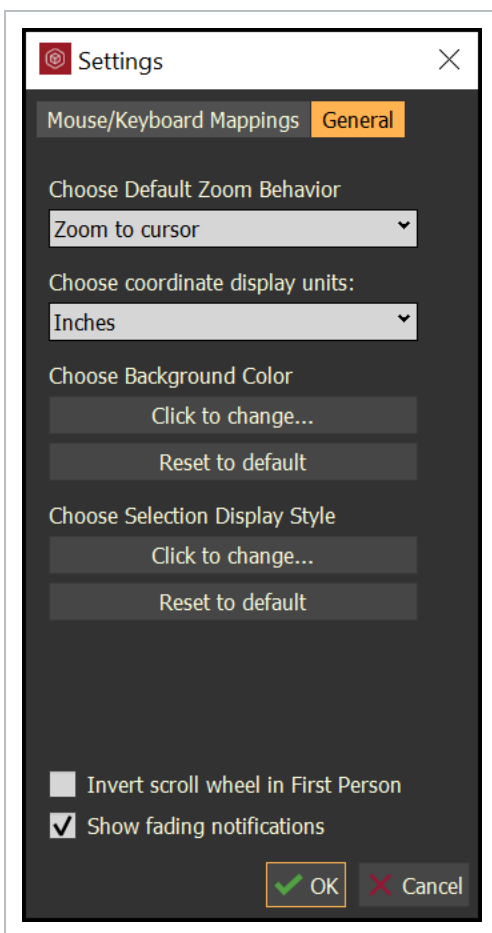 Settings
Mouse/Keyboard Mappings General
Choose Default Zoom Behavior
Zoom to cursor
Choose coordinate display units:
Inches
Choose Background Color
Click to change...
Reset to default
Choose Selection Display Style
Click to change...
Reset to default
Invert scroll wheel in First Person
Show fading notifications
OK Cancel